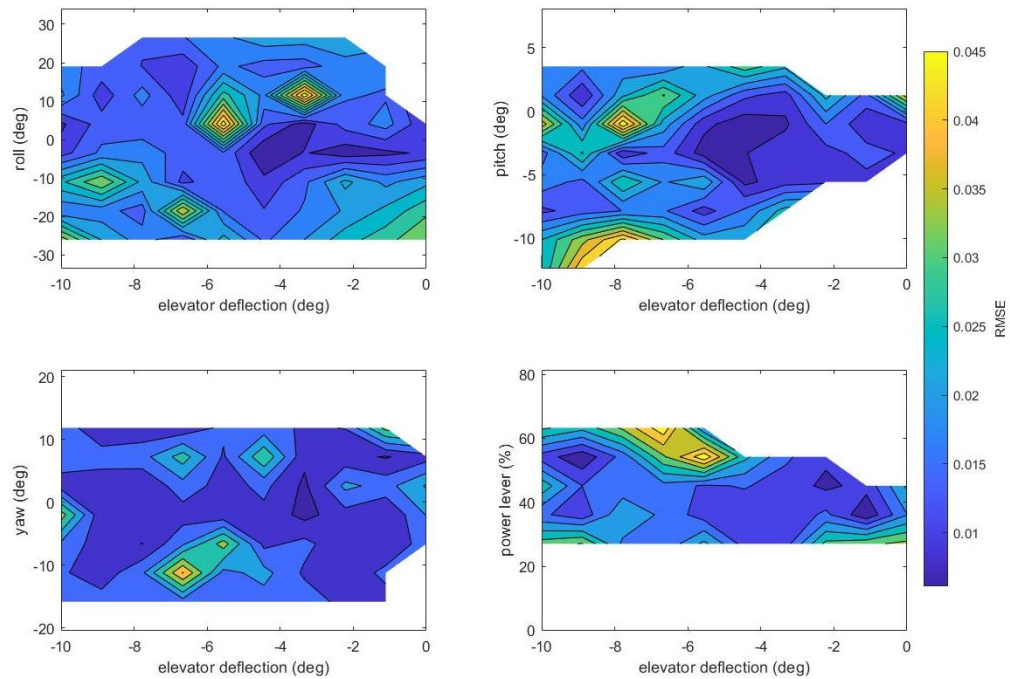 30
20
10
0
-10
-20
-30
roll (deg)
-10 -8 -6 -4 -2 0
elevator deflection (deg)
5
0
-5
-10
pitch (deg)
-10 -8 -6 -4 -2 0
elevator deflection (deg)
20
10
0
-10
-20
yaw (deg)
-10 -8 -6 -4 -2 0
elevator deflection (deg)
80
60
40
20
0
power lever (%)
-10 -8 -6 -4 -2 0
elevator deflection (deg)
0.045
0.04
0.035
0.03
0.025
0.02
0.015
0.01
RMSE